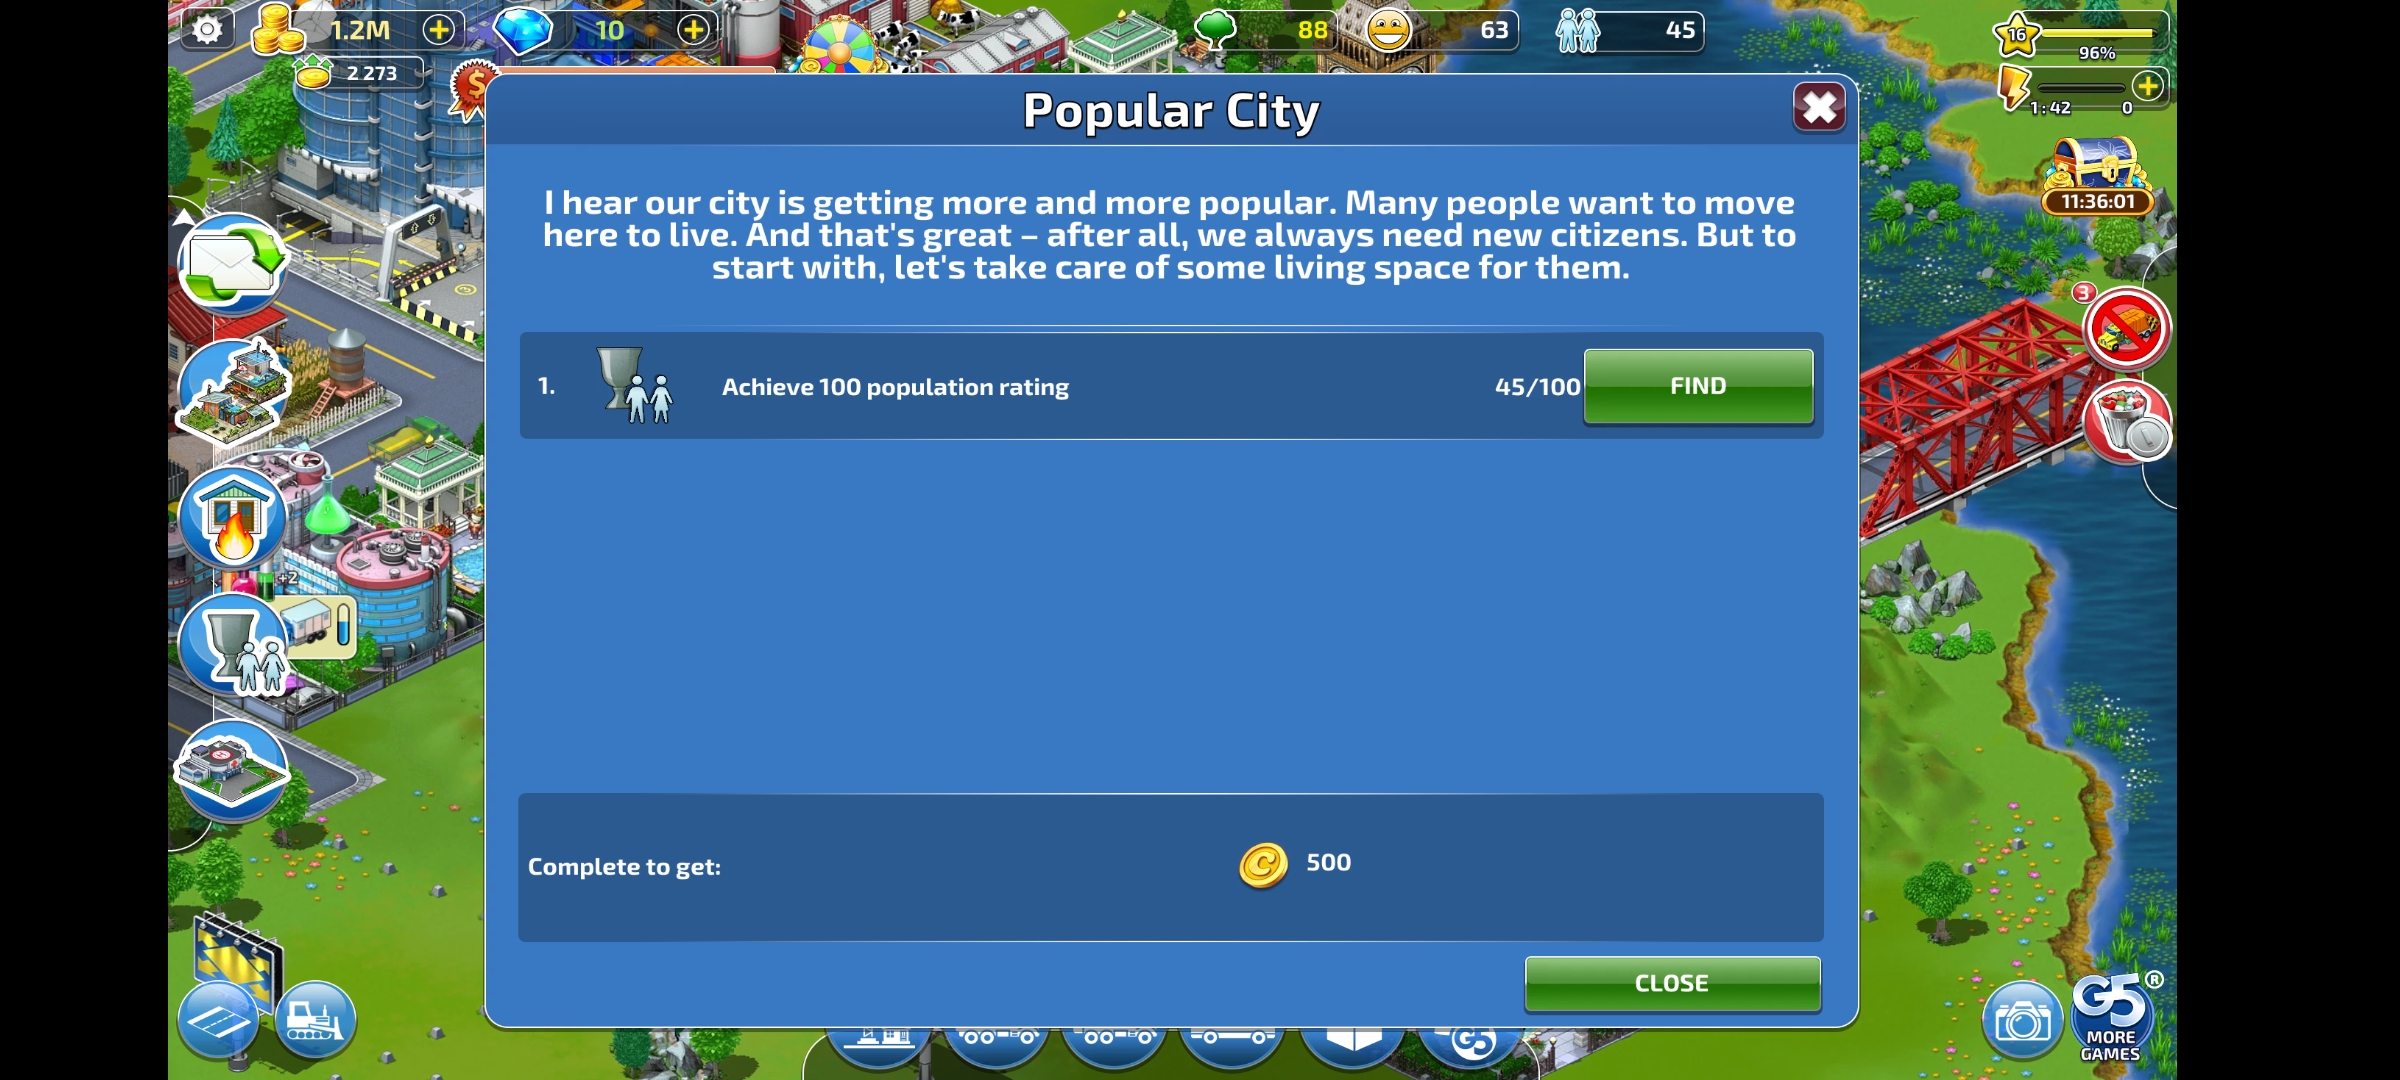 1.2M
10
88
63
45
16
96%
2 273
1:42
0
11:36:01
3
Popular City
I hear our city is getting more and more popular. Many people want to move
here to live. And that's great – after all, we always need new citizens. But to
start with, let's take care of some living space for them.
1.
Achieve 100 population rating
45/100
FIND
+2
Complete to get:
500
CLOSE
G5
®
MORE
GAMES
G5